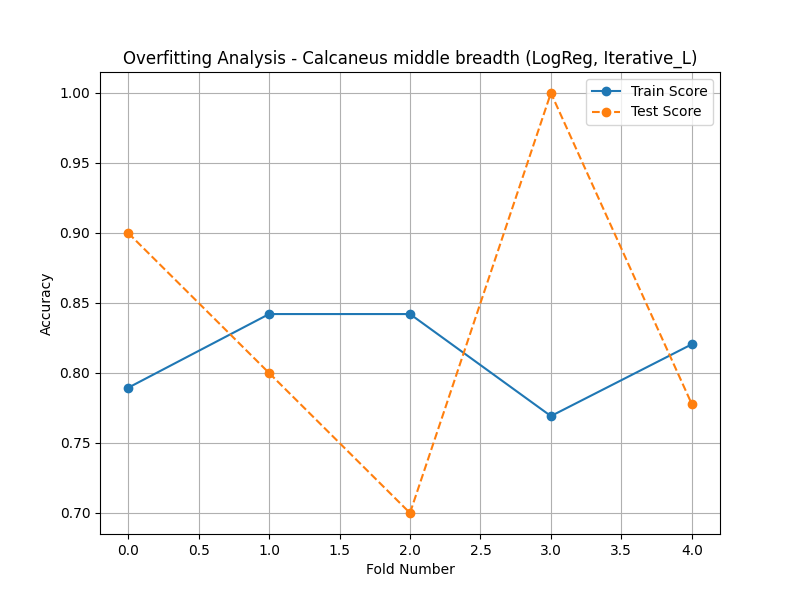 Overfitting Analysis - Calcaneus middle breadth (LogReg, Iterative_L)
Train Score
Test Score
Accuracy
1.00
0.95
0.90
0.85
0.80
0.75
0.70
0.0 0.5 1.0 1.5 2.0 2.5 3.0 3.5 4.0
Fold Number